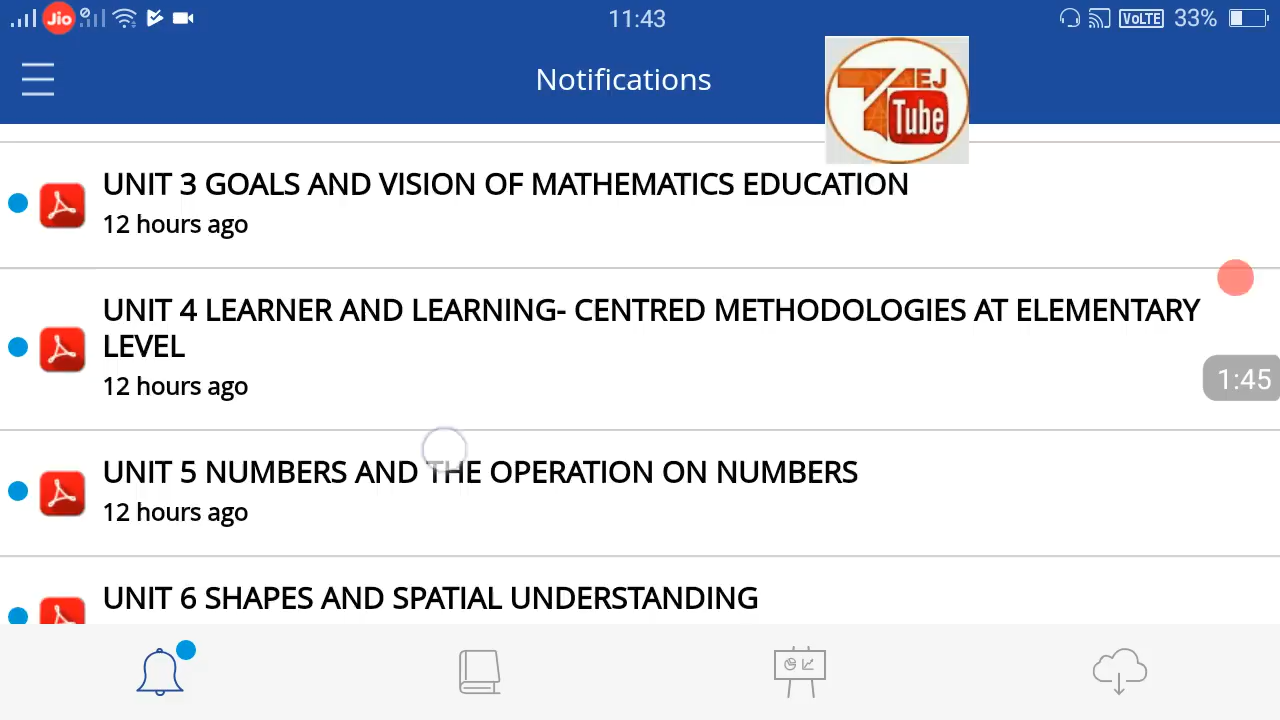 Jio
11:43
VoLTE
33%
Notifications
EJ
Tube
UNIT 3 GOALS AND VISION OF MATHEMATICS EDUCATION
12 hours ago
UNIT 4 LEARNER AND LEARNING- CENTRED METHODOLOGIES AT ELEMENTARY
LEVEL
12 hours ago
1:45
UNIT 5 NUMBERS AND THE OPERATION ON NUMBERS
12 hours ago
UNIT 6 SHAPES AND SPATIAL UNDERSTANDING